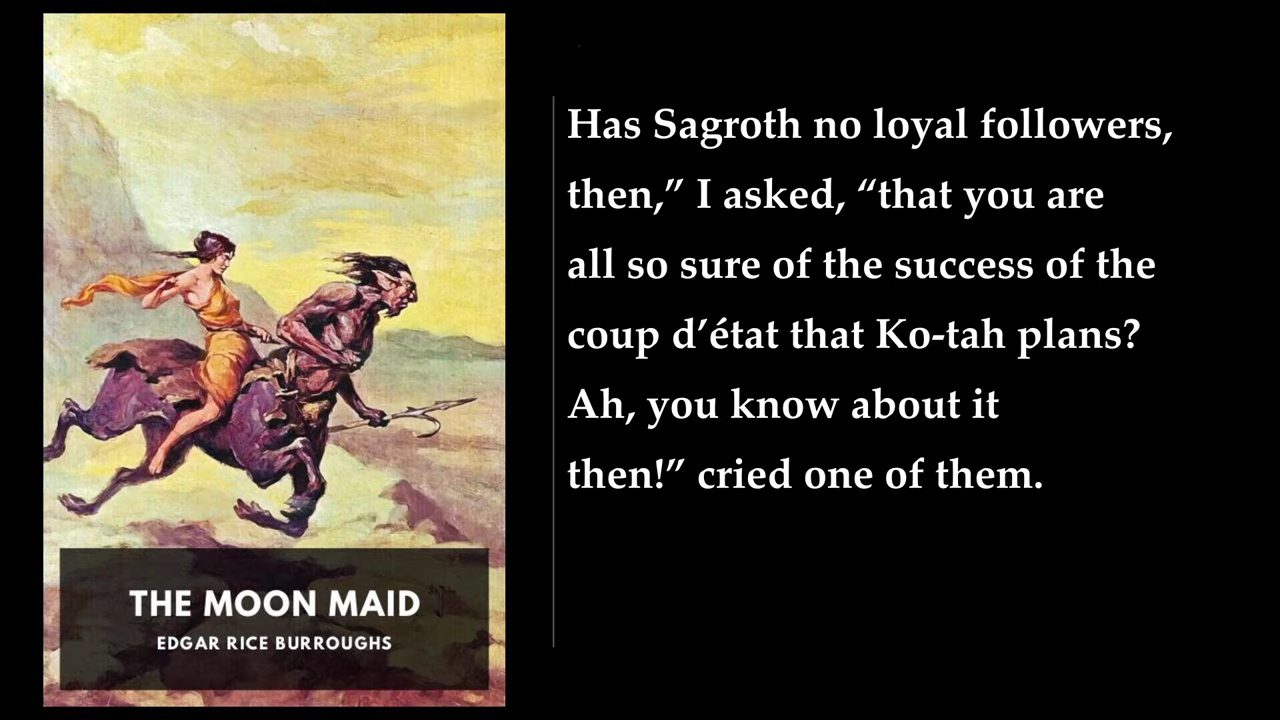 THE MOON MAID
EDGAR RICE BURROUGHS
Has Sagroth no loyal followers,
then,” I asked, “that you are
all so sure of the success of the
coup d’état that Ko-tah plans?
Ah, you know about it
then!” cried one of them.